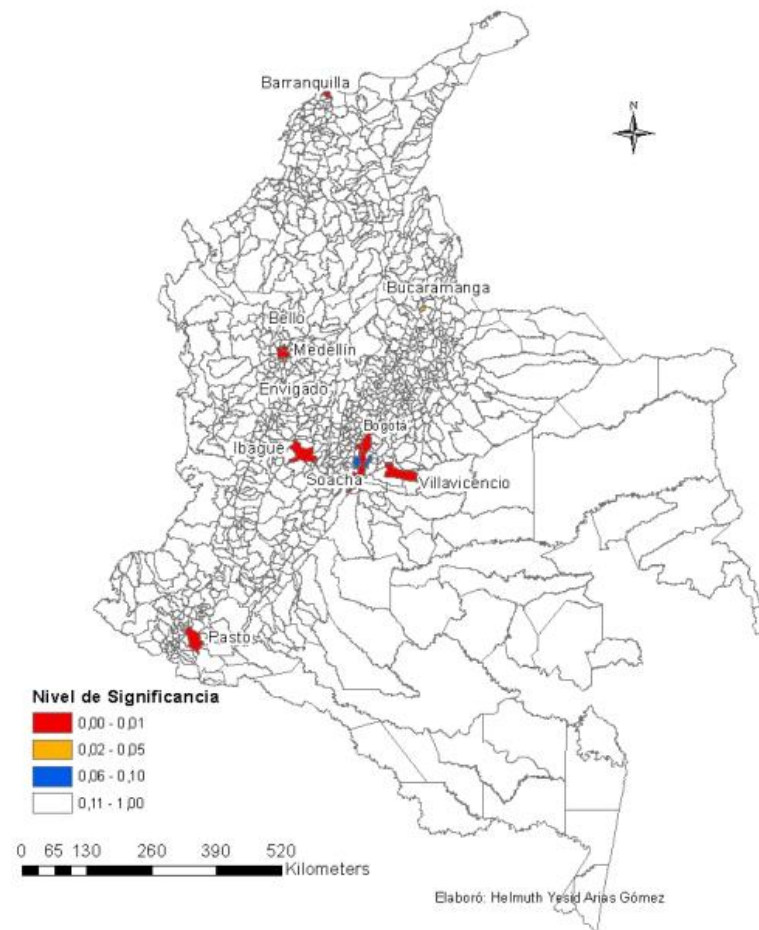 Barranquilla
N
Bucaramanga
Bello
Medellín
Envigado
Bogotá
Ibagué
Soacha
Villavicencio
Pasto
Nivel de Significancia
0,00 - 0,01
0,02 - 0,05
0,06 - 0,10
0,11 - 1,00
0 65 130 260 390 520
Kilometers
Elaboró: Helmuth Yesid Arias Gómez